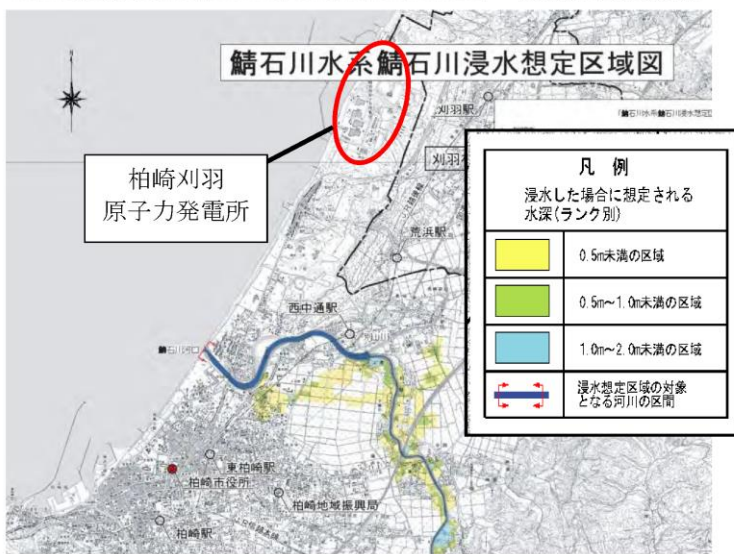 鯖石川水系鯖石川浸水想定区域図
刈羽駅
柏崎刈羽
原子力発電所
荒浜駅
西中通駅
鯖石川河口
東柏崎駅
柏崎市役所
柏崎地域振興局
柏崎駅
凡 例
浸水した場合に想定される
水深(ランク別)
0.5m未満の区域
0.5m~1.0m未満の区域
1.0m~2.0m未満の区域
浸水想定区域の対象
となる河川の区間